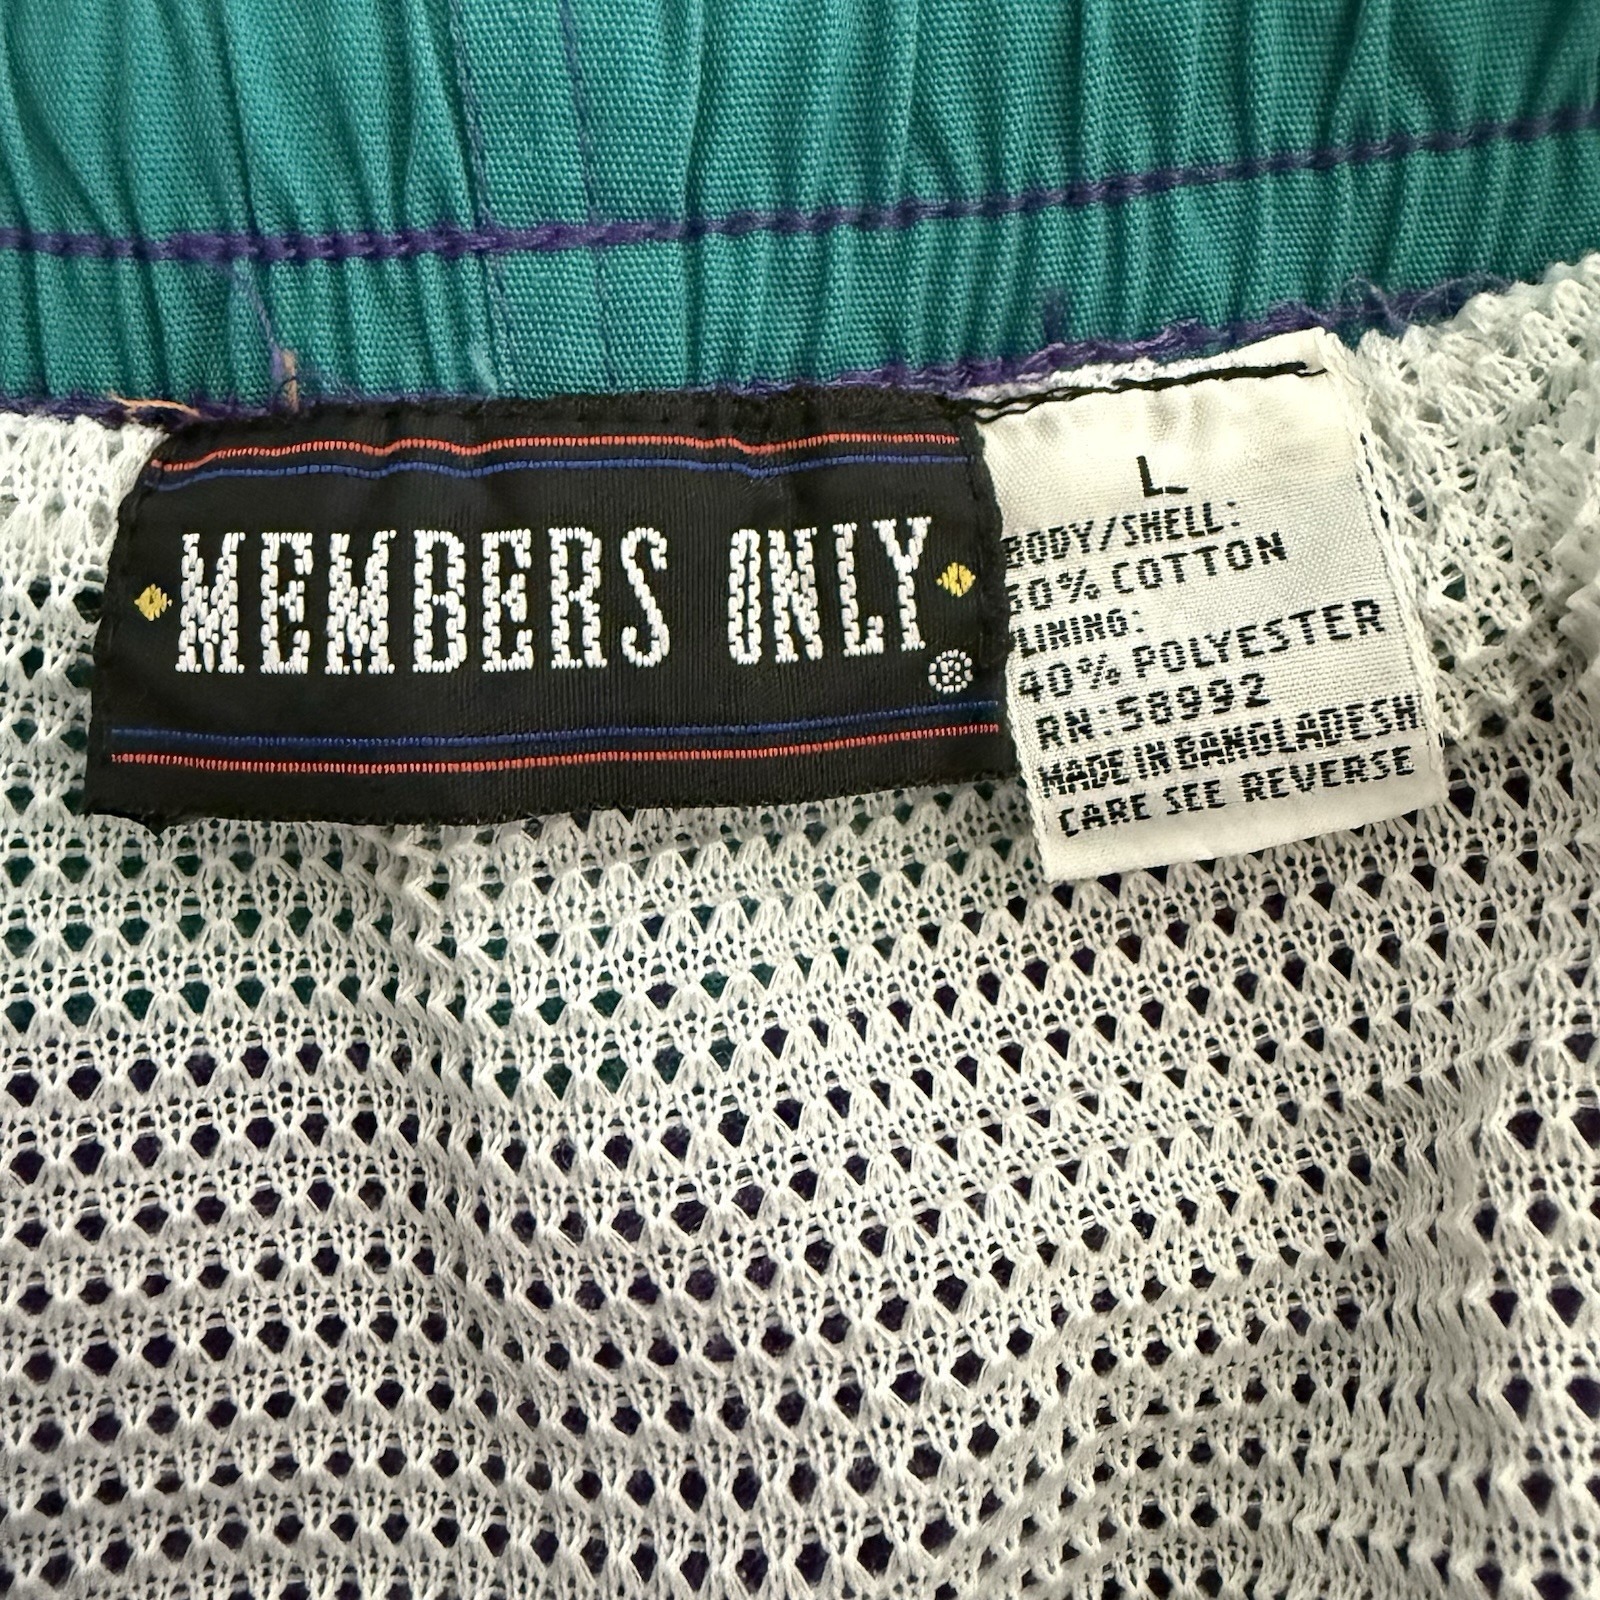 MEMBERS ONLY ®
L
BODY/SHELL:
60% COTTON
LINING:
40% POLYESTER
RN:58992
MADE IN BANGLADESH
CARE SEE REVERSE